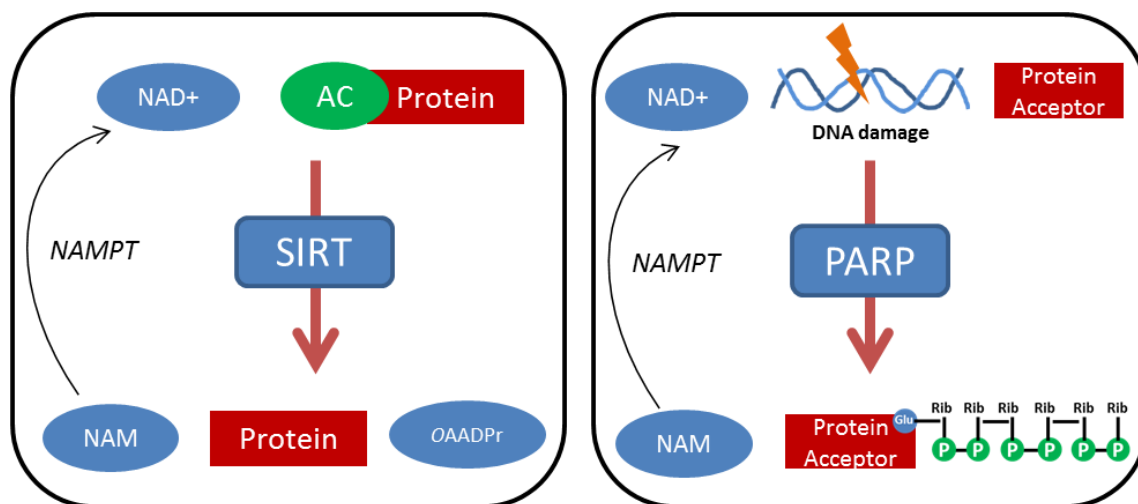 NAD+
AC
Protein
NAMPT
SIRT
NAM
Protein
OAADPr
NAD+
DNA damage
Protein
Acceptor
NAMPT
PARP
NAM
Protein
Acceptor
Glu
Rib Rib Rib Rib Rib Rib
P P P P P P